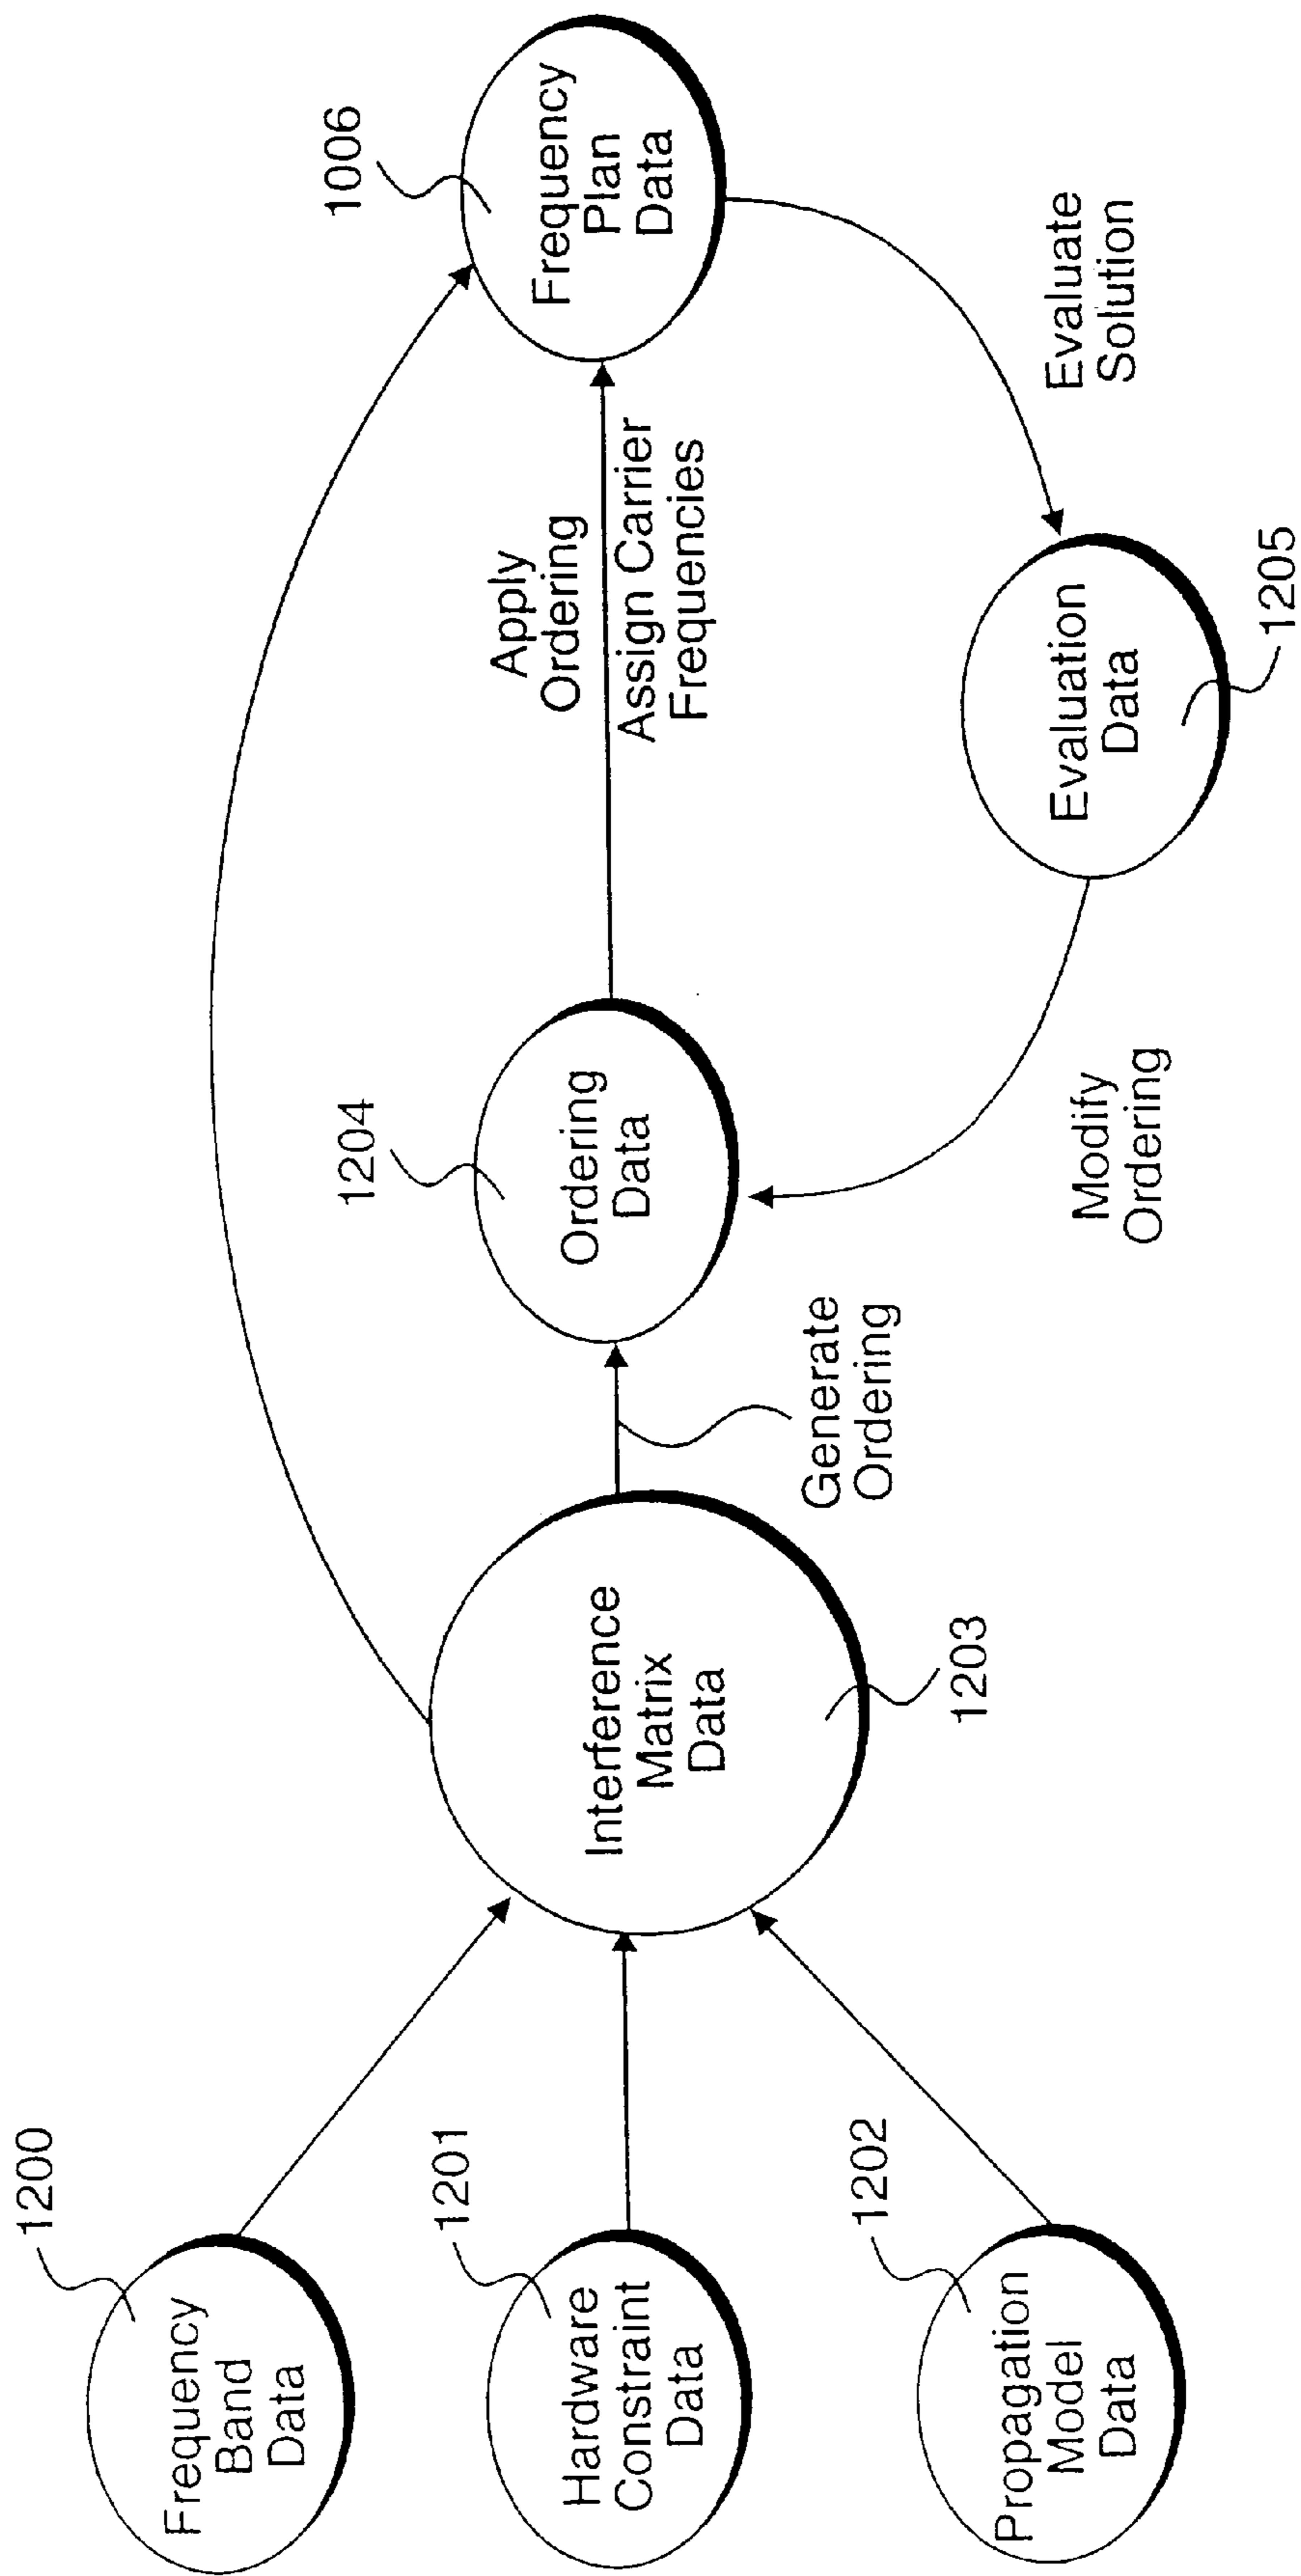 1200
Frequency
Band
Data
1201
Hardware
Constraint
Data
1202
Propagation
Model
Data
Interference
Matrix
Data
1203
Generate
Ordering
1204
Ordering
Data
Apply
Ordering
Assign Carrier
Frequencies
1006
Frequency
Plan
Data
Evaluate
Solution
Evaluation
Data
1205
Modify
Ordering